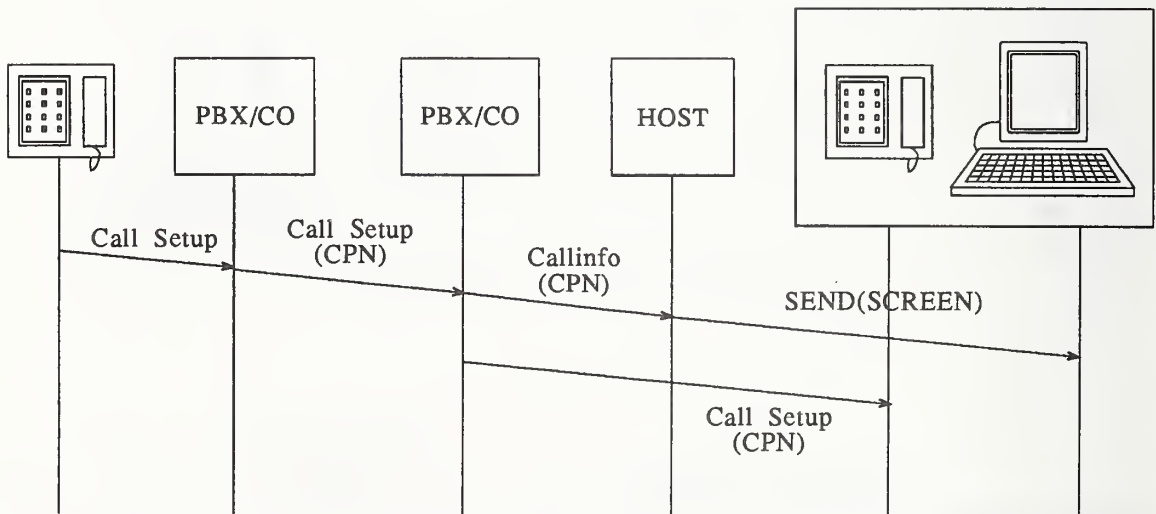 PBX/CO
PBX/CO
HOST
Call Setup
Call Setup
(CPN)
Callinfo
(CPN)
SEND(SCREEN)
Call Setup
(CPN)